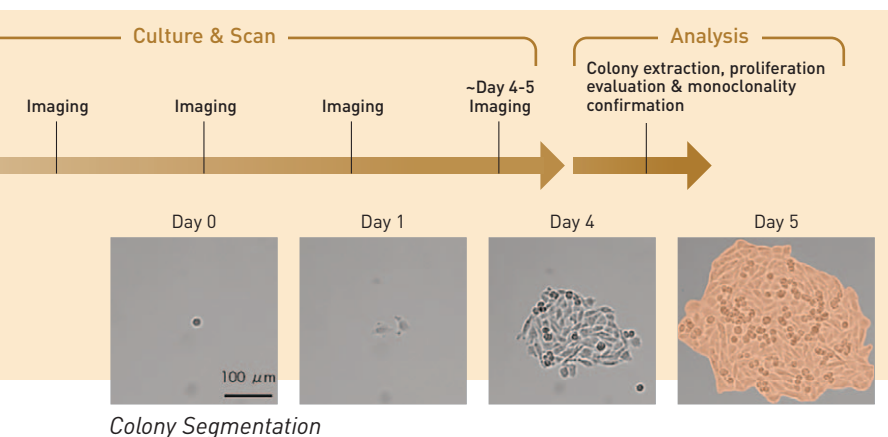 Culture & Scan
Analysis
Imaging
Imaging
Imaging
~Day 4-5
Imaging
Colony extraction, proliferation
evaluation & monoclonality
confirmation
Day 0
Day 1
Day 4
Day 5
100 μm
Colony Segmentation